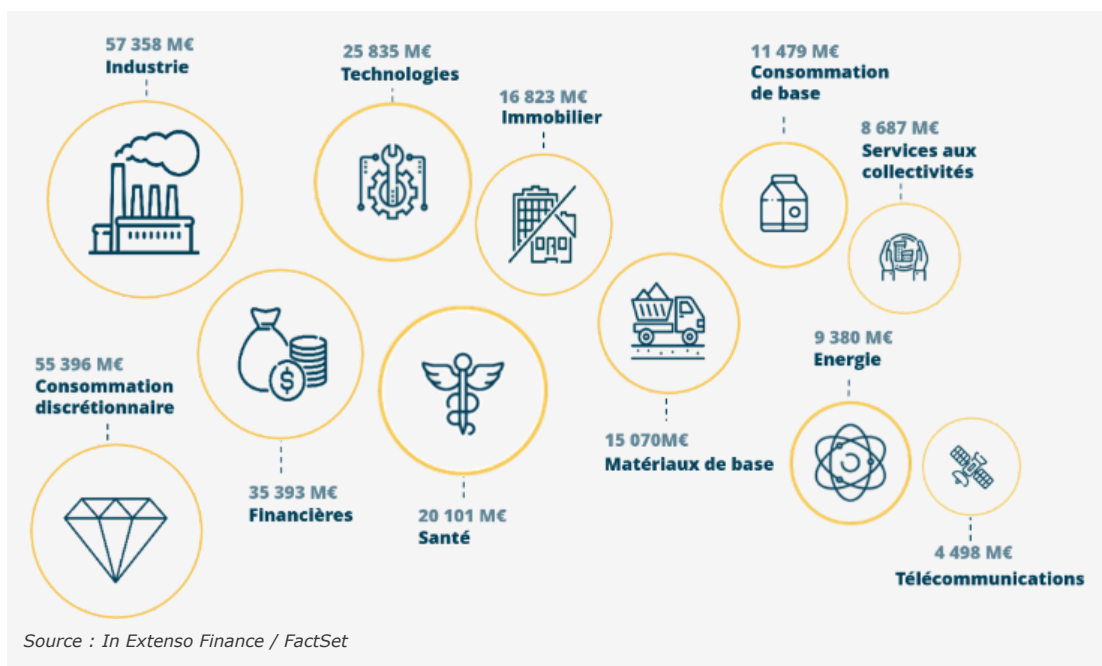 57 358 M€
Industrie
25 835 M€
Technologies
16 823 M€
Immobilier
11 479 M€
Consommation
de base
8 687 M€
Services aux
collectivités
55 396 M€
Consommation
discrétionnaire
35 393 M€
Financières
20 101 M€
Santé
15 070M€
Matériaux de base
9 380 M€
Energie
4 498 M€
Télécommunications
$
Source : In Extenso Finance / FactSet